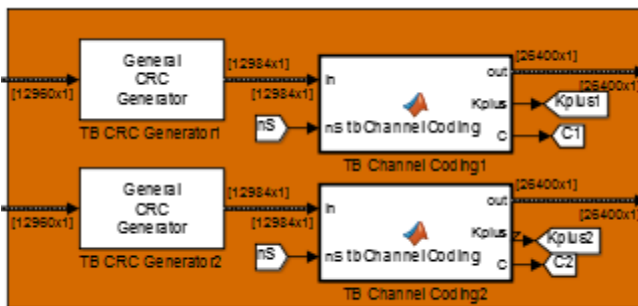 General
CRC
Generator
[12960x1]
TB CRC Generator1
[12984x1]
[12984x1]
In
nS
nS tbChannelCoding
out
Kplus
C
TB Channel Coding1
[26400x1]
[26400x1]
Kplus1
C1
General
CRC
Generator
[12960x1]
TB CRC Generator2
[12984x1]
[12984x1]
In
nS
nS tbChannelCoding
out
Kplus
C
TB Channel Coding2
[26400x1]
[26400x1]
Kplus2
C2